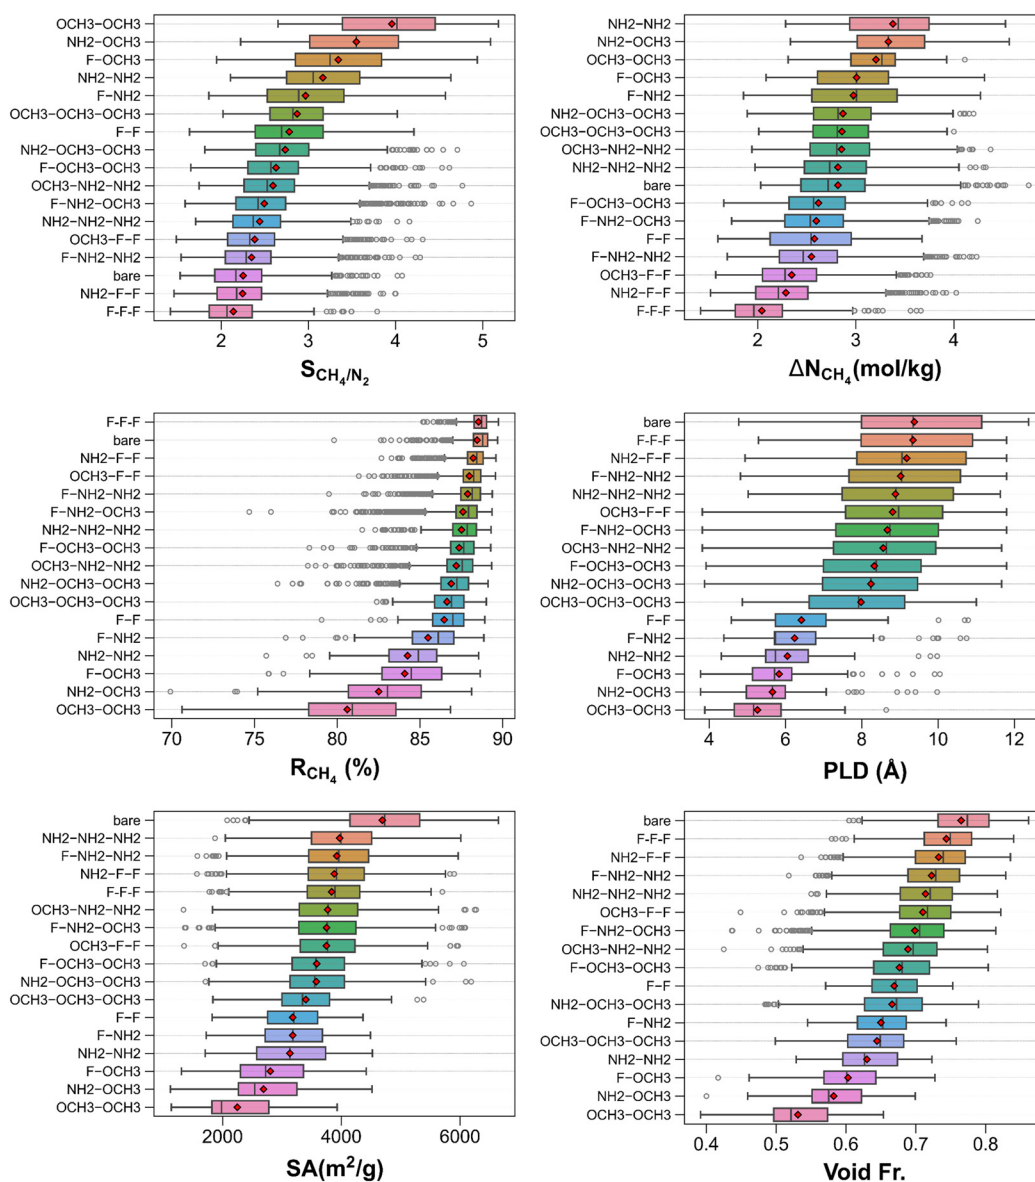 OCH3−OCH3
NH2−OCH3
F−OCH3
NH2−NH2
F−NH2
OCH3−OCH3−OCH3
F−F
NH2−OCH3−OCH3
F−OCH3−OCH3
OCH3−NH2−NH2
F−NH2−OCH3
NH2−NH2−NH2
OCH3−F−F
F−NH2−NH2
bare
NH2−F−F
F−F−F
2 3 4 5
S_CH4/N2
NH2−NH2
NH2−OCH3
OCH3−OCH3
F−OCH3
F−NH2
NH2−OCH3−OCH3
OCH3−OCH3−OCH3
OCH3−NH2−NH2
NH2−NH2−NH2
bare
F−OCH3−OCH3
F−NH2−OCH3
F−F
F−NH2−NH2
OCH3−F−F
NH2−F−F
F−F−F
2 3 4
ΔN_CH4(mol/kg)
F−F−F
bare
NH2−F−F
OCH3−F−F
F−NH2−NH2
F−NH2−OCH3
NH2−NH2−NH2
F−OCH3−OCH3
OCH3−NH2−NH2
NH2−OCH3−OCH3
OCH3−OCH3−OCH3
F−F
F−NH2
NH2−NH2
F−OCH3
NH2−OCH3
OCH3−OCH3
70 75 80 85 90
R_CH4 (%)
bare
F−F−F
NH2−F−F
F−NH2−NH2
NH2−NH2−NH2
OCH3−F−F
F−NH2−OCH3
OCH3−NH2−NH2
F−OCH3−OCH3
NH2−OCH3−OCH3
OCH3−OCH3−OCH3
F−F
F−NH2
NH2−NH2
F−OCH3
NH2−OCH3
OCH3−OCH3
4 6 8 10 12
PLD (Å)
bare
NH2−NH2−NH2
F−NH2−NH2
NH2−F−F
F−F−F
OCH3−NH2−NH2
F−NH2−OCH3
OCH3−F−F
F−OCH3−OCH3
NH2−OCH3−OCH3
OCH3−OCH3−OCH3
F−F
F−NH2
NH2−NH2
F−OCH3
NH2−OCH3
OCH3−OCH3
2000 4000 6000
SA(m²/g)
bare
F−F−F
NH2−F−F
F−NH2−NH2
NH2−NH2−NH2
OCH3−F−F
F−NH2−OCH3
OCH3−NH2−NH2
F−OCH3−OCH3
F−F
NH2−OCH3−OCH3
F−NH2
OCH3−OCH3−OCH3
NH2−NH2
F−OCH3
NH2−OCH3
OCH3−OCH3
0.4 0.5 0.6 0.7 0.8
Void Fr.